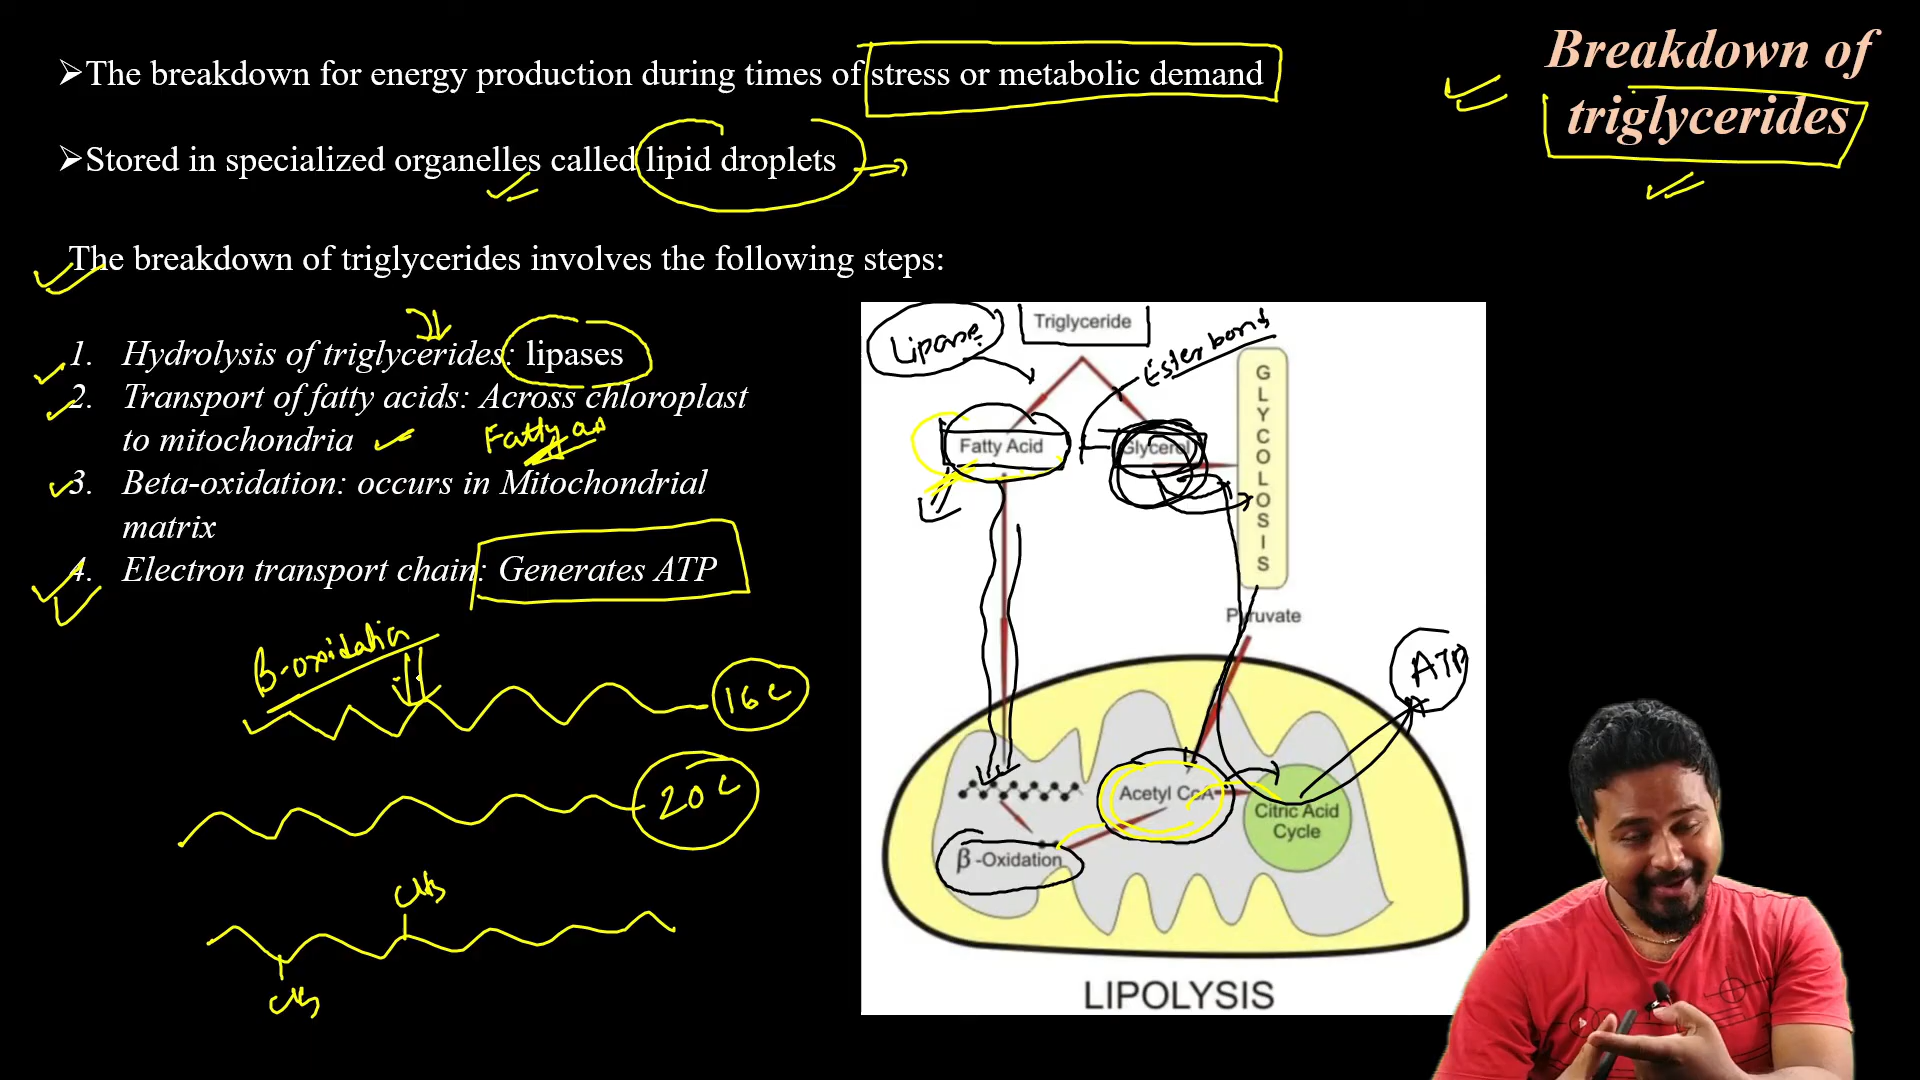 Breakdown of
triglycerides
➢The breakdown for energy production during times of stress or metabolic demand
➢Stored in specialized organelles called lipid droplets
The breakdown of triglycerides involves the following steps:
1. Hydrolysis of triglycerides: lipases
2. Transport of fatty acids: Across chloroplast
to mitochondria
Fatty
3. Beta-oxidation: occurs in Mitochondrial
matrix
4. Electron transport chain: Generates ATP
β-oxidation
16 C
20 C
CH3
CH3
Lipase
Triglyceride
Ester bond
Fatty Acid
Glycerol
GLYCOLOSIS
Pyruvate
ATP
Acetyl CoA
Citric Acid
Cycle
β-Oxidation
LIPOLYSIS